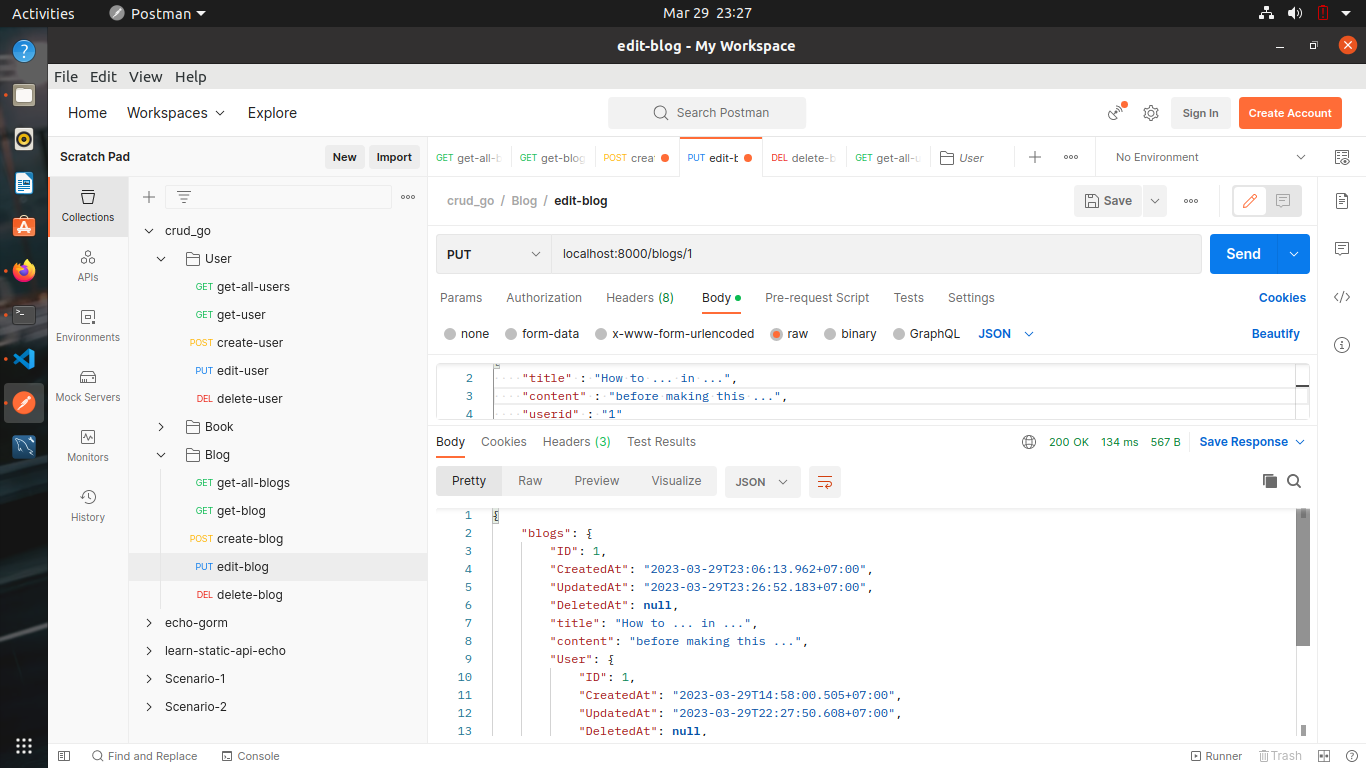 Activities Postman Mar 29 23:27
edit-blog - My Workspace
File Edit View Help
Home Workspaces Explore Search Postman Sign In Create Account
Scratch Pad New Import
GET get-all-b GET get-blog POST creat PUT edit-b DEL delete-b GET get-all-u User No Environment
Collections
APIs
Environments
Mock Servers
Monitors
History
crud_go
User
GET get-all-users
GET get-user
POST create-user
PUT edit-user
DEL delete-user
Book
Blog
GET get-all-blogs
GET get-blog
POST create-blog
PUT edit-blog
DEL delete-blog
echo-gorm
learn-static-api-echo
Scenario-1
Scenario-2
crud_go / Blog / edit-blog Save
PUT localhost:8000/blogs/1 Send
Params Authorization Headers (8) Body Pre-request Script Tests Settings Cookies
none form-data x-www-form-urlencoded raw binary GraphQL JSON Beautify
2 "title" : "How to ... in ...",
3 "content" : "before making this ...",
4 "userid" : "1"
Body Cookies Headers (3) Test Results 200 OK 134 ms 567 B Save Response
Pretty Raw Preview Visualize JSON
1 {
2 "blogs": {
3 "ID": 1,
4 "CreatedAt": "2023-03-29T23:06:13.962+07:00",
5 "UpdatedAt": "2023-03-29T23:26:52.183+07:00",
6 "DeletedAt": null,
7 "title": "How to ... in ...",
8 "content": "before making this ...",
9 "User": {
10 "ID": 1,
11 "CreatedAt": "2023-03-29T14:58:00.505+07:00",
12 "UpdatedAt": "2023-03-29T22:27:50.608+07:00",
13 "DeletedAt": null,
Find and Replace Console Runner Trash